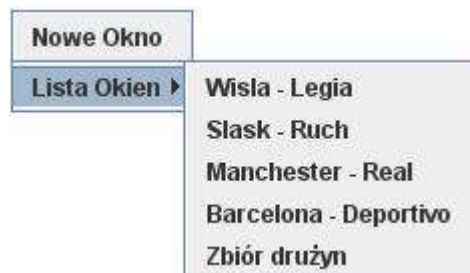 Nowe Okno
Lista Okien
Wisla - Legia
Slask - Ruch
Manchester - Real
Barcelona - Deportivo
Zbiór drużyn